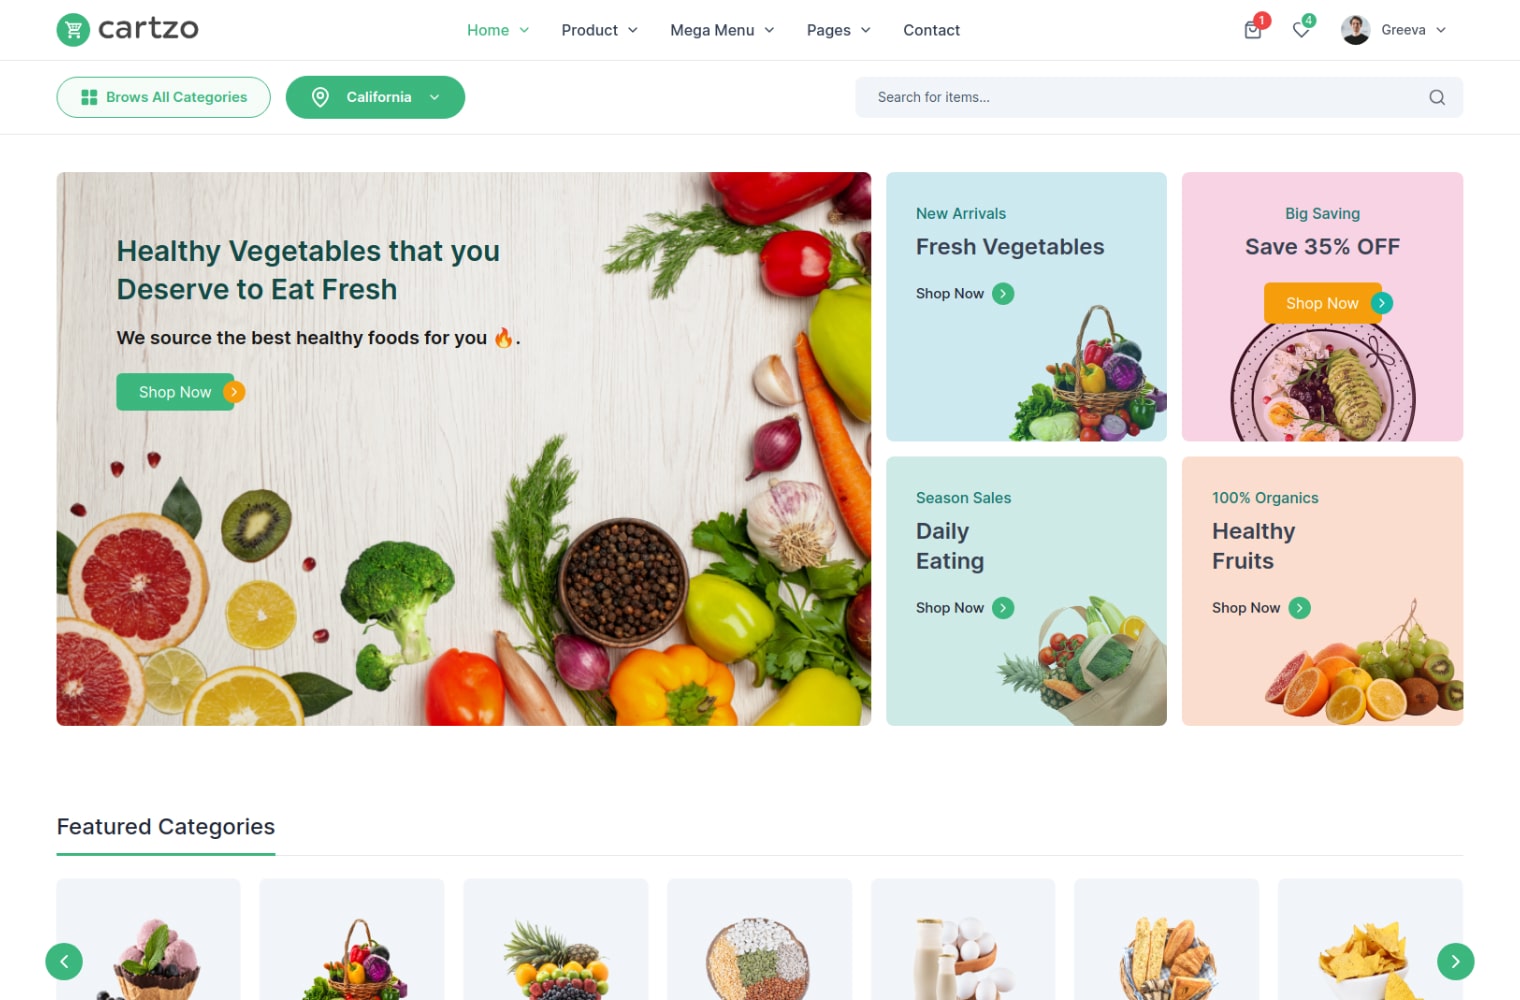 cartzo
Home
Product
Mega Menu
Pages
Contact
1
4
Greeva
Brows All Categories
California
Search for items...
Healthy Vegetables that you
Deserve to Eat Fresh
We source the best healthy foods for you 🔥.
Shop Now
New Arrivals
Fresh Vegetables
Shop Now
Big Saving
Save 35% OFF
Shop Now
Season Sales
Daily
Eating
Shop Now
100% Organics
Healthy
Fruits
Shop Now
Featured Categories